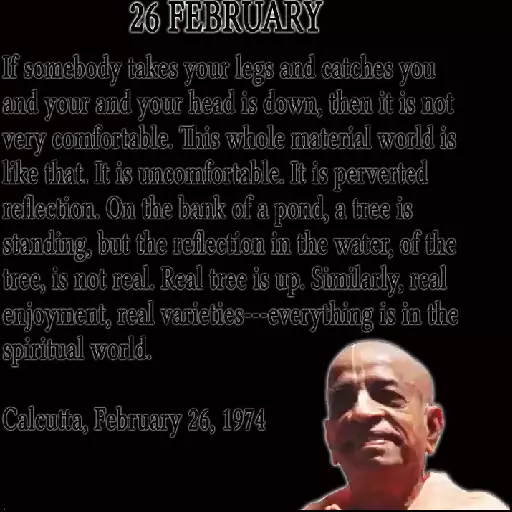 26 FEBRUARY
If somebody takes your legs and catches you
and your and your head is down, then it is not
very comfortable. This whole material world is
like that. It is uncomfortable. It is perverted
reflection. On the bank of a pond, a tree is
standing, but the reflection in the water, of the
tree, is not real. Real tree is up. Similarly, real
enjoyment, real varieties---everything is in the
spiritual world.
Calcutta, February 26, 1974